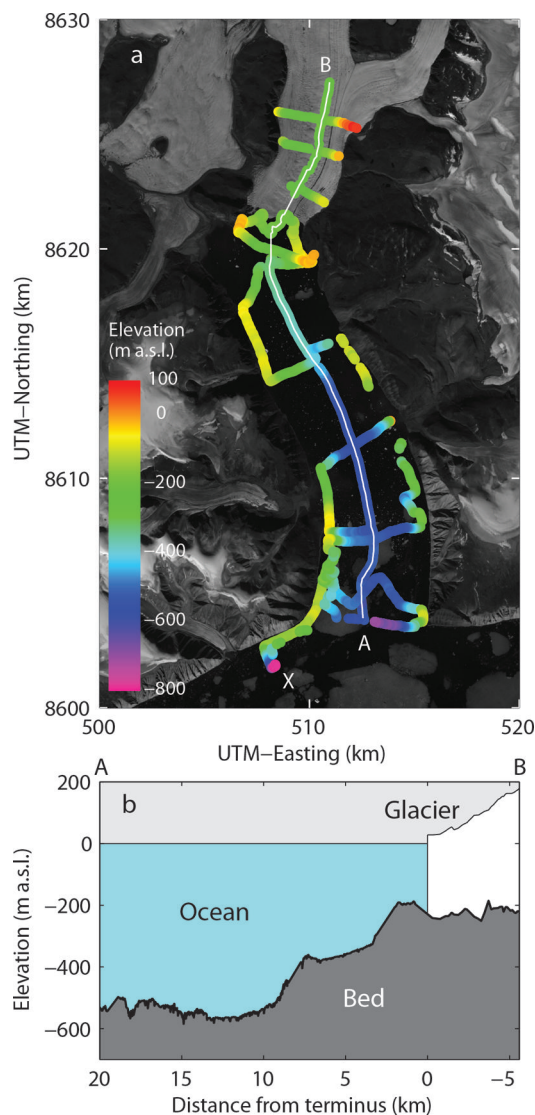 8630
a
B
8620
Elevation
(m a.s.l.)
100
0
−200
−400
−600
−800
UTM−Northing (km)
8610
A
X
8600
500
510
520
UTM−Easting (km)
A
b
B
200
Glacier
0
Ocean
−200
−400
Bed
−600
Elevation (m a.s.l.)
20
15
10
5
0
−5
Distance from terminus (km)